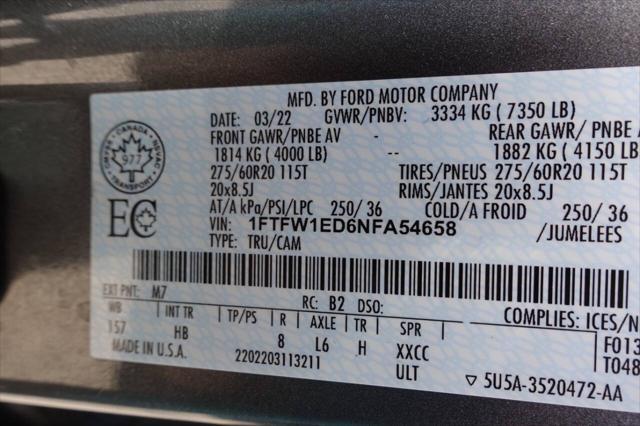 MFD. BY FORD MOTOR COMPANY
DATE: 03/22 GVWR/PNBV: 3334 KG ( 7350 LB)
FRONT GAWR/PNBE AV - REAR GAWR/ PNBE A
1814 KG ( 4000 LB) -- 1882 KG ( 4150 LB)
275/60R20 115T TIRES/PNEUS 275/60R20 115T
20x8.5J RIMS/JANTES 20x8.5J
AT/A kPa/PSI/LPC 250/ 36 COLD/A FROID 250/ 36
VIN: 1FTFW1ED6NFA54658 /JUMELEES
TYPE: TRU/CAM
CANADA
CMVSR NSVAC
977
TRANSPORT
EC
EXT PNT: M7 RC: B2 DSO:
WB INT TR TP/PS R AXLE TR SPR COMPLIES: ICES/N
157 HB 8 L6 H XXCC F013
MADE IN U.S.A. 2202203113211 ULT T048
▽ 5U5A-3520472-AA